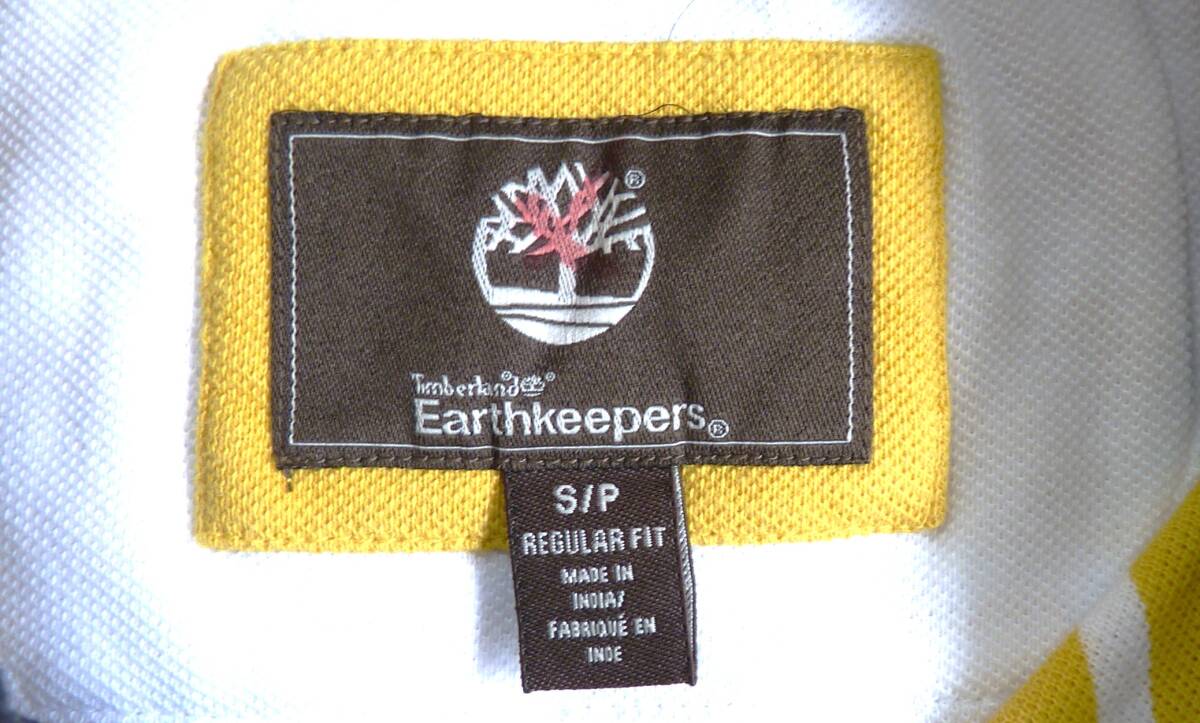 ®
Timberland®
Earthkeepers®
S/P
REGULAR FIT
MADE IN
INDIA/
FABRIQUÉ EN
INDE